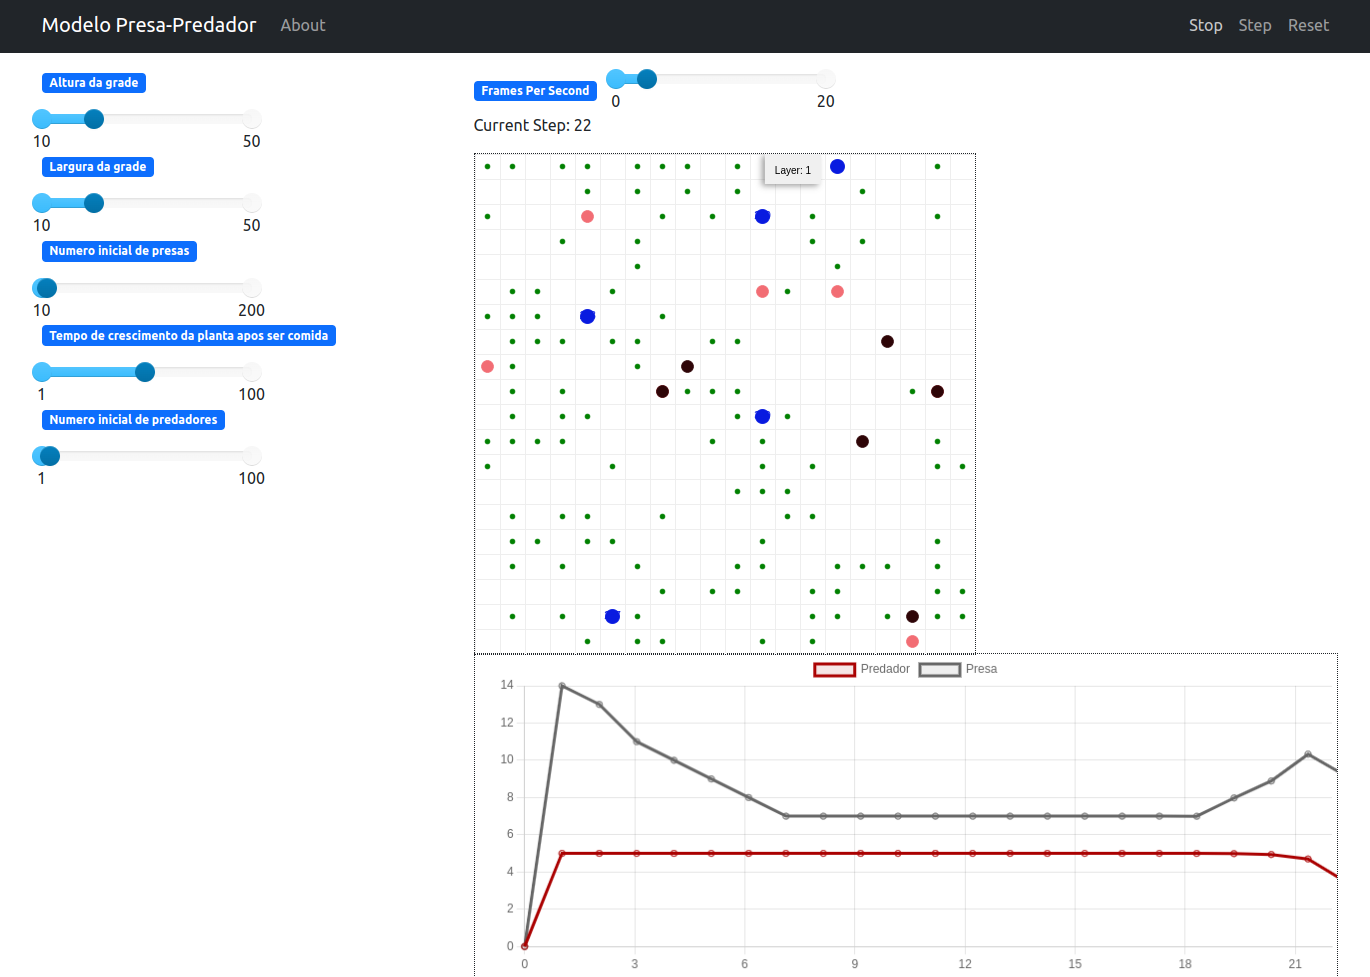 Modelo Presa-Predador About Stop Step Reset
Altura da grade
10 50
Largura da grade
10 50
Numero inicial de presas
10 200
Tempo de crescimento da planta apos ser comida
1 100
Numero inicial de predadores
1 100
Frames Per Second
0 20
Current Step: 22
Layer: 1
Predador Presa
14
12
10
8
6
4
2
0
0 3 6 9 12 15 18 21